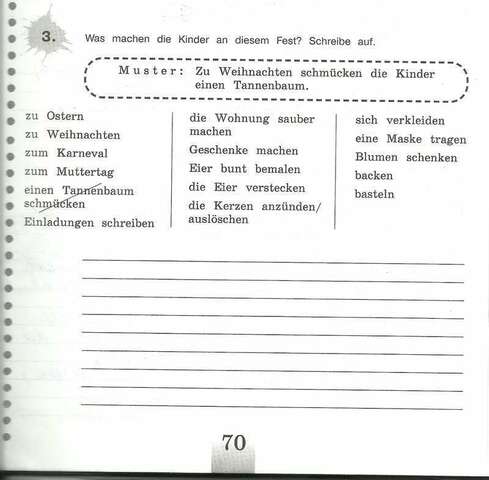 3.
Was machen die Kinder an diesem Fest? Schreibe auf.
Muster: Zu Weihnachten schmücken die Kinder
einen Tannenbaum.
zu Ostern
zu Weihnachten
zum Karneval
zum Muttertag
einen Tannenbaum
schmücken
Einladungen schreiben
die Wohnung sauber
machen
Geschenke machen
Eier bunt bemalen
die Eier verstecken
die Kerzen anzünden/
auslöschen
sich verkleiden
eine Maske tragen
Blumen schenken
backen
basteln
70